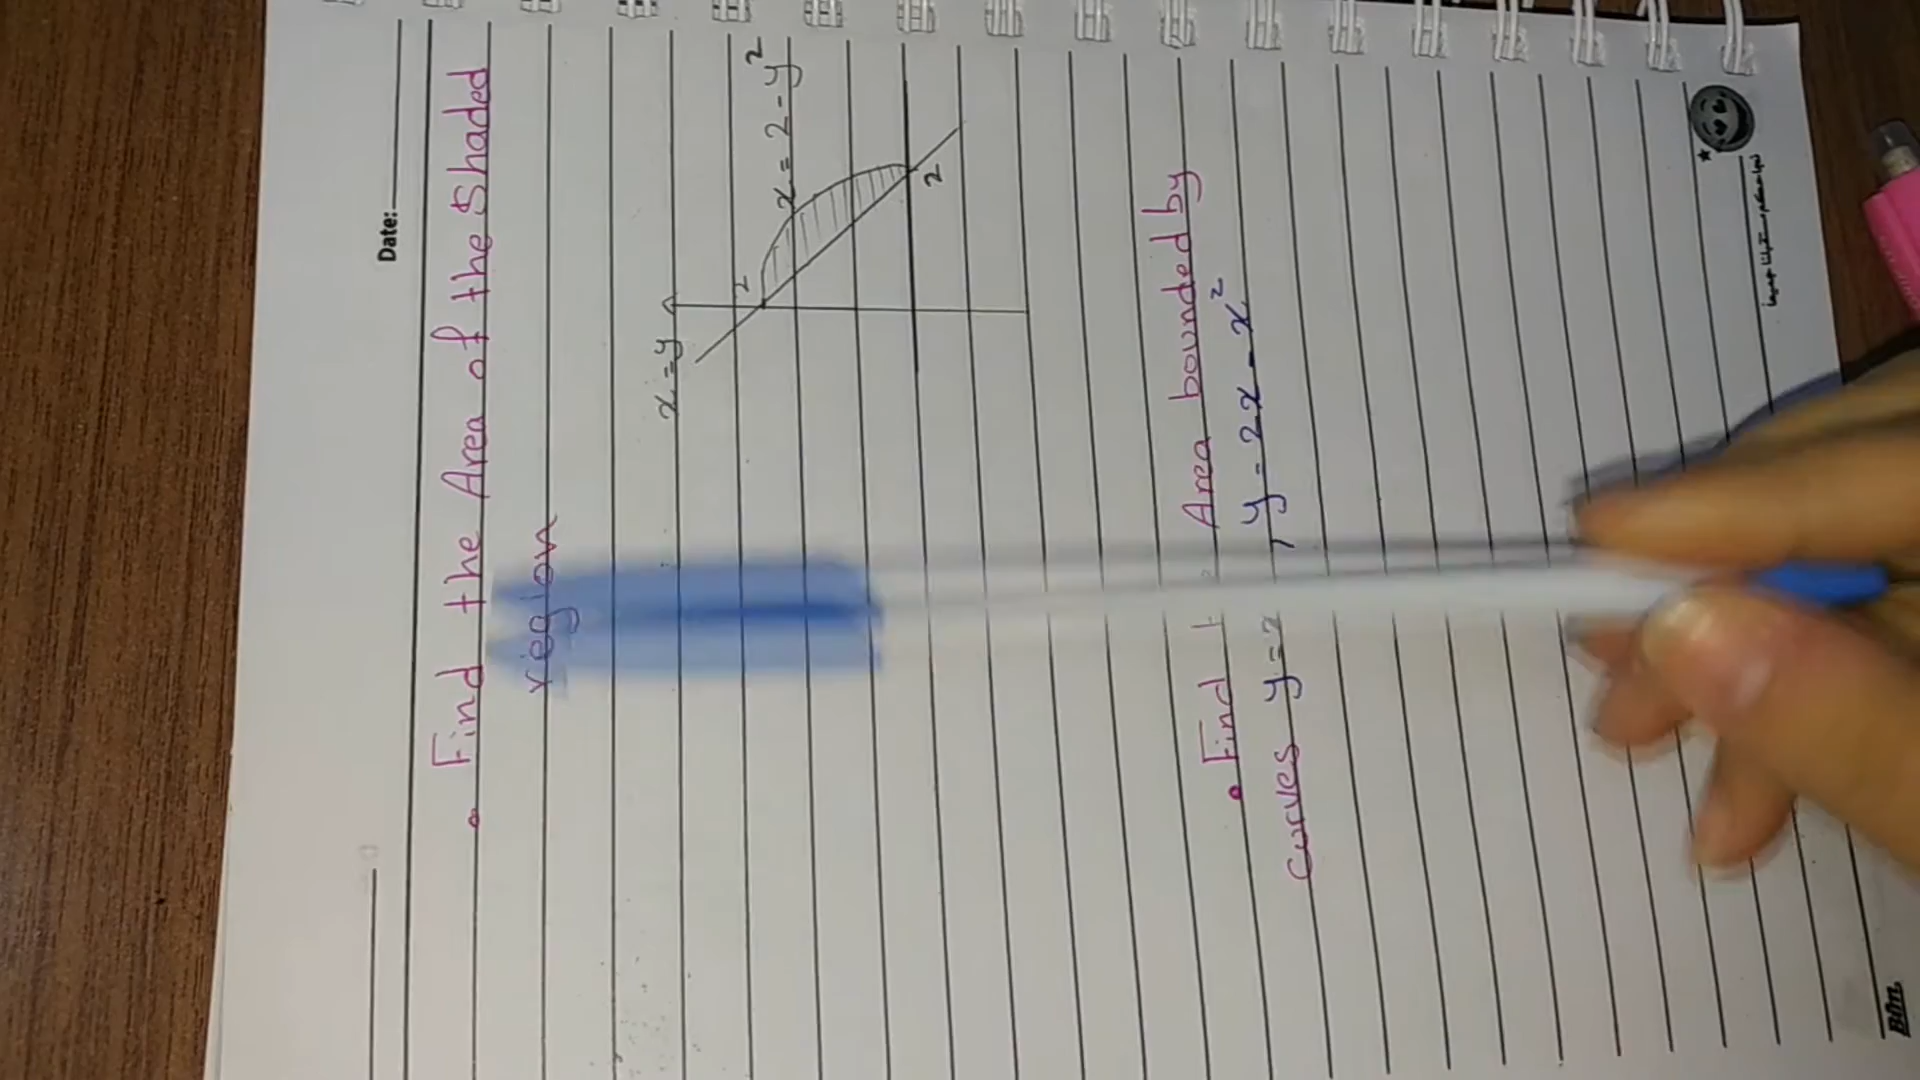 Date:
• Find the Area of the Shaded
region
x = y
2
x = 2 - y²
2
2
• Find Area bounded by
curves y = , y = 2x - x²